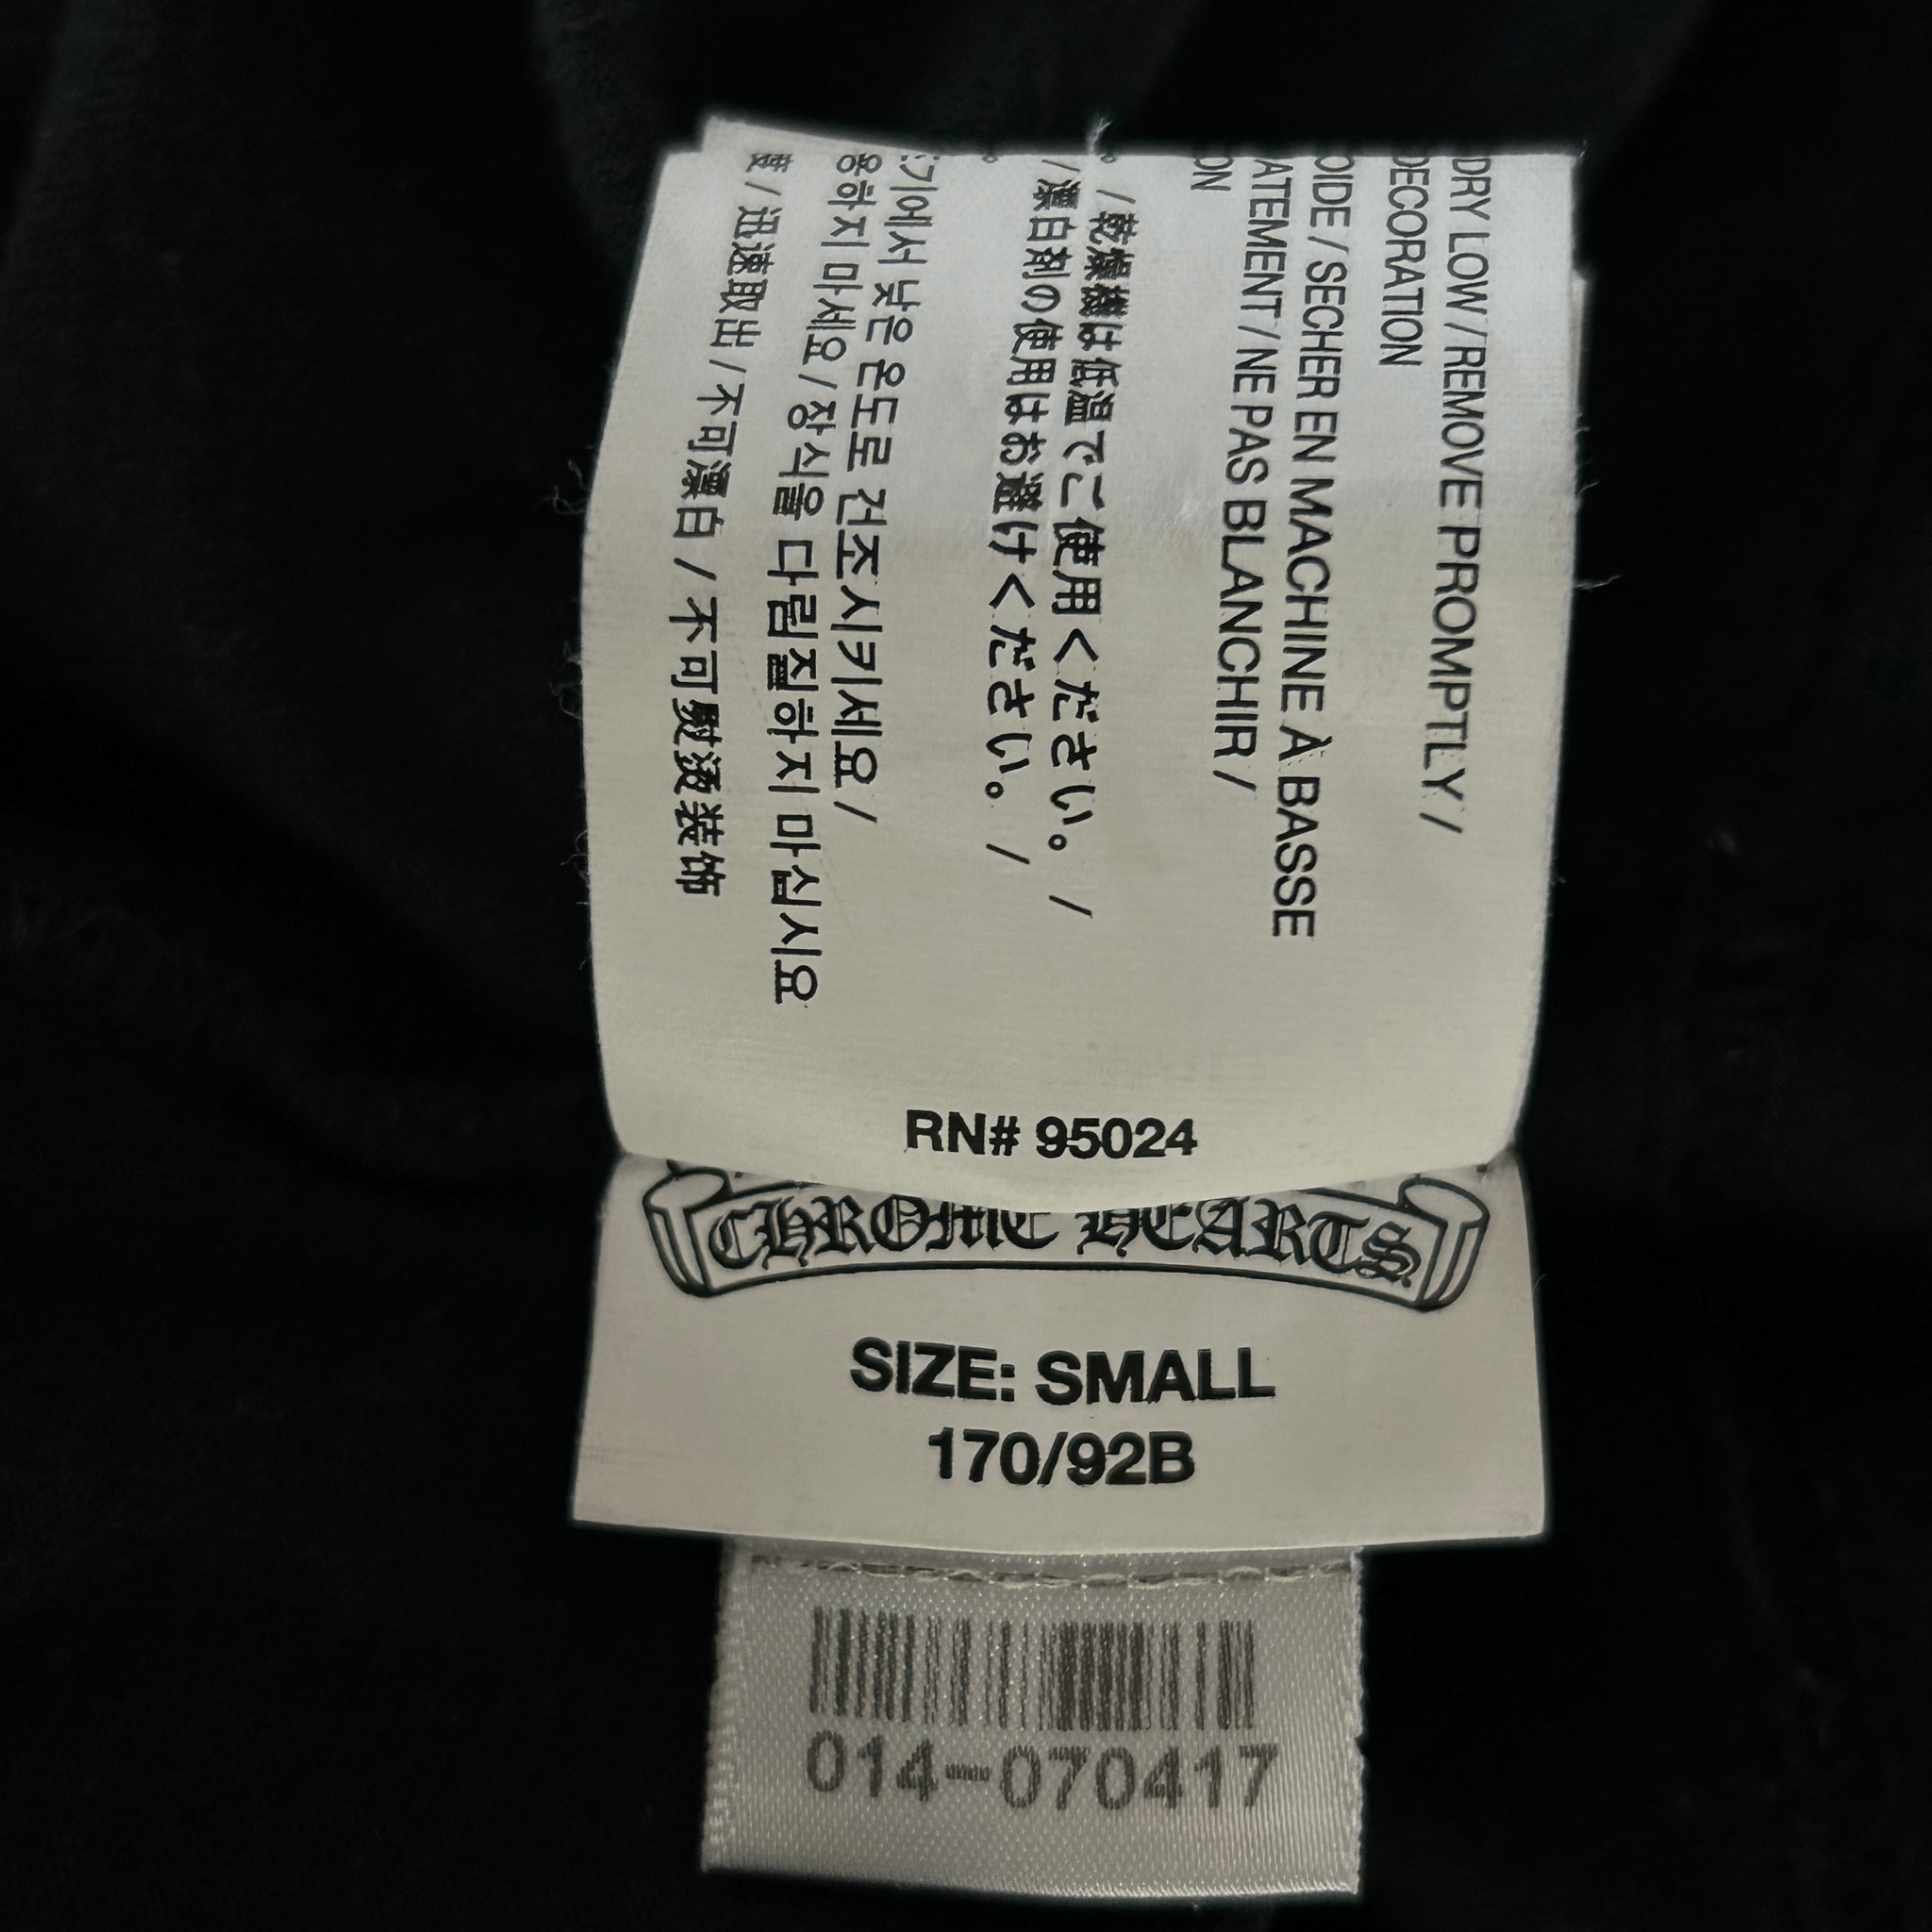 DRY LOW / REMOVE PROMPTLY /
DECORATION
OIDE / SECHER EN MACHINE À BASSE
ATEMENT / NE PAS BLANCHIR /
ON
/ 乾燥機は低温でご使用ください。 /
/ 漂白剤の使用はお避けください。 /
기에서 낮은 온도로 건조시키세요 /
용하지 마세요 / 장식을 다림질하지 마십시요
/ 迅速取出 / 不可漂白 / 不可熨烫装饰
RN# 95024
CHROME HEARTS
SIZE: SMALL
170/92B
014-070417